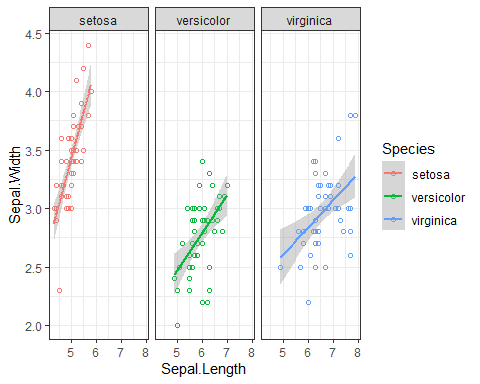 setosa versicolor virginica
4.5
4.0
3.5
3.0
2.5
2.0
Sepal.Width
5 6 7 8 5 6 7 8 5 6 7 8
Sepal.Length
Species
setosa
versicolor
virginica